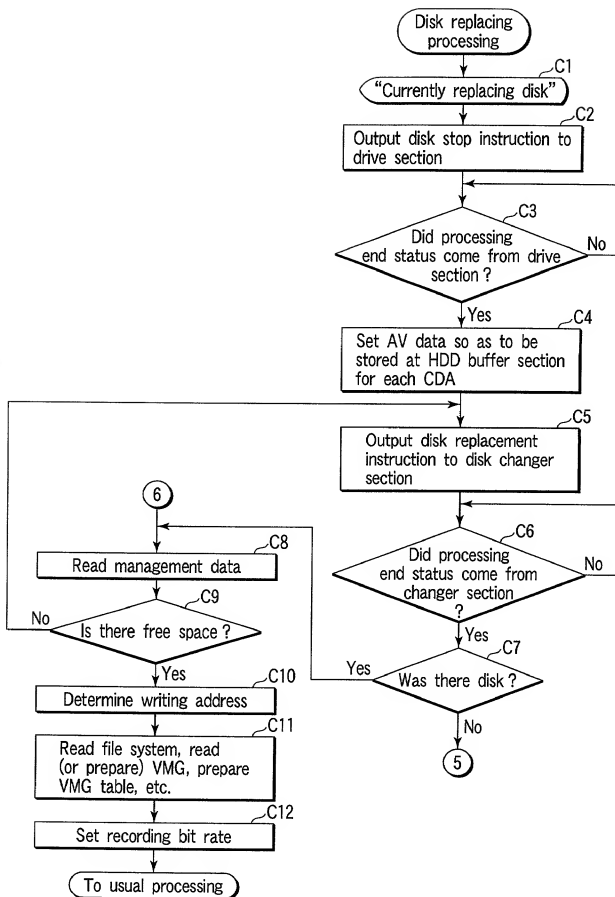 Disk replacing
processing
C1
"Currently replacing disk"
C2
Output disk stop instruction to
drive section
C3
Did processing
end status come from drive
section ?
No
Yes
C4
Set AV data so as to be
stored at HDD buffer section
for each CDA
C5
Output disk replacement
instruction to disk changer
section
C6
Did processing
end status come from
changer section
?
No
Yes
C7
Was there disk ?
Yes
No
5
6
C8
Read management data
C9
Is there free space ?
No
Yes
C10
Determine writing address
C11
Read file system, read
(or prepare) VMG, prepare
VMG table, etc.
C12
Set recording bit rate
To usual processing